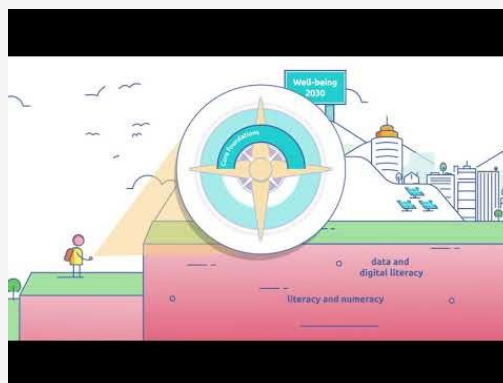 Well-being
2030
Core foundations
data and
digital literacy
literacy and numeracy